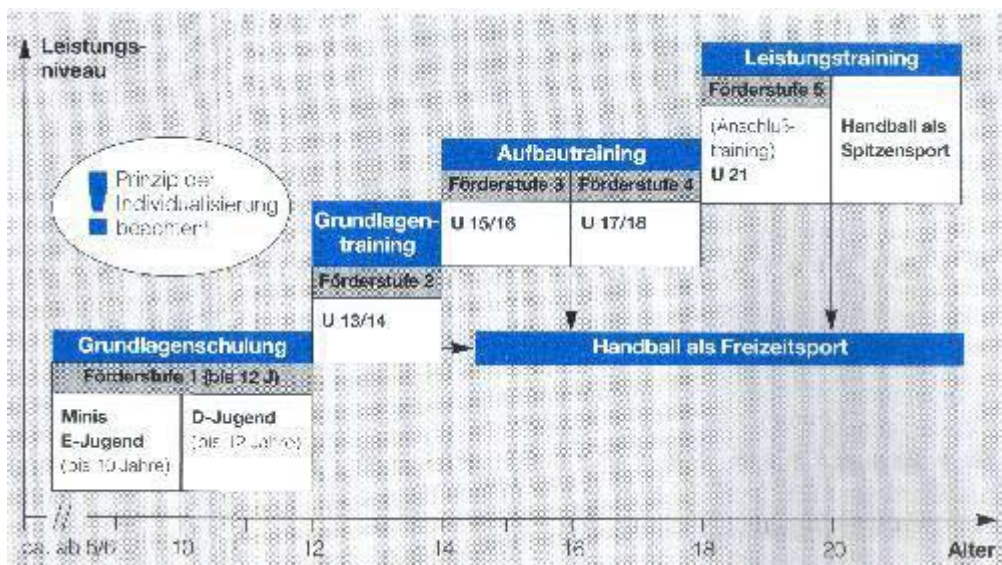 Leistungs-
niveau
Prinzip der
Individualisierung
beachten!
Leistungstraining
Förderstufe 5
(Anschluß-
training)
U 21
Handball als
Spitzensport
Aufbautraining
Förderstufe 3
Förderstufe 4
U 15/16
U 17/18
Grundlagen-
training
Förderstufe 2
U 13/14
Handball als Freizeitsport
Grundlagenschulung
Förderstufe 1 (bis 12 J)
Minis
E-Jugend
(bis 10 Jahre)
D-Jugend
(bis 12 Jahre)
ca. ab 5/6 10 12 14 16 18 20 Alter